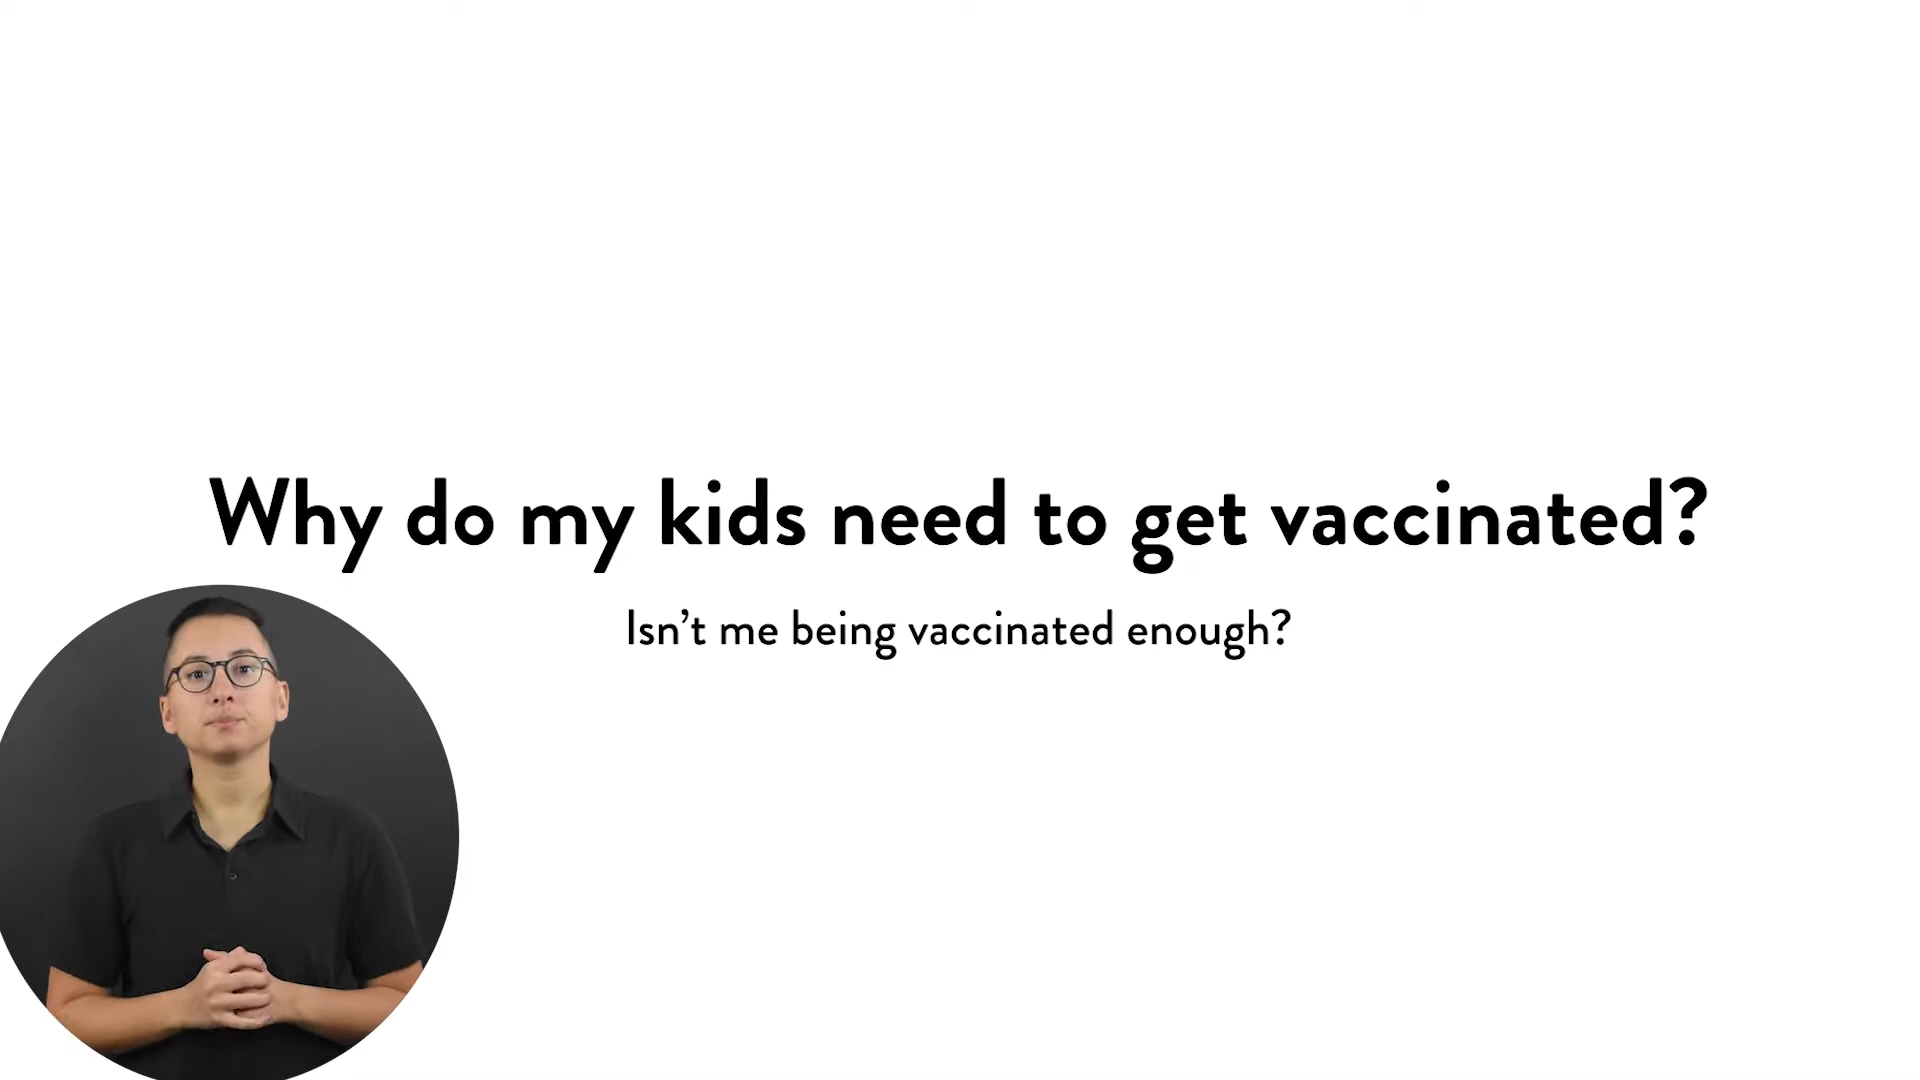 Why do my kids need to get vaccinated?
Isn’t me being vaccinated enough?